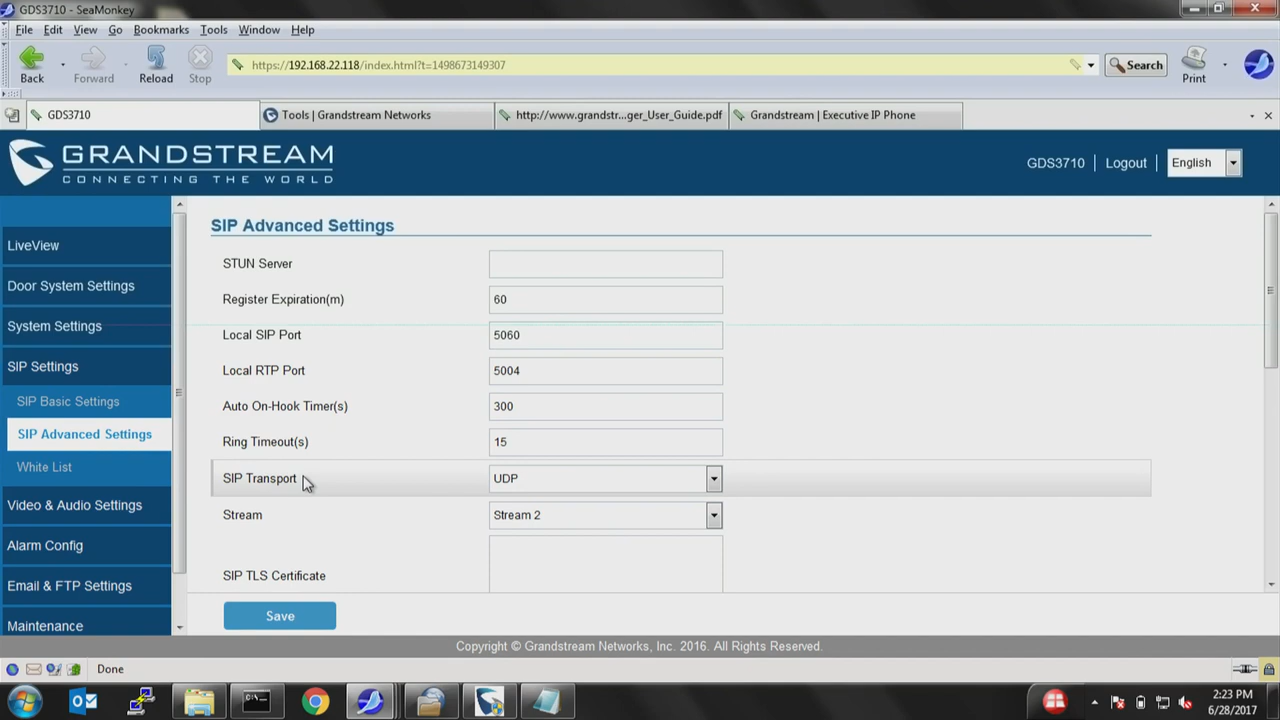 GDS3710 - SeaMonkey
File Edit View Go Bookmarks Tools Window Help
Back Forward Reload Stop https://192.168.22.118/index.html?t=1498673149307 Search Print
GDS3710 Tools | Grandstream Networks http://www.grandstr...ger_User_Guide.pdf Grandstream | Executive IP Phone
GRANDSTREAM
CONNECTING THE WORLD
GDS3710 Logout English
LiveView
Door System Settings
System Settings
SIP Settings
SIP Basic Settings
SIP Advanced Settings
White List
Video & Audio Settings
Alarm Config
Email & FTP Settings
Maintenance
SIP Advanced Settings
STUN Server
Register Expiration(m) 60
Local SIP Port 5060
Local RTP Port 5004
Auto On-Hook Timer(s) 300
Ring Timeout(s) 15
SIP Transport UDP
Stream Stream 2
SIP TLS Certificate
Save
Copyright © Grandstream Networks, Inc. 2016. All Rights Reserved.
Done
2:23 PM
6/28/2017